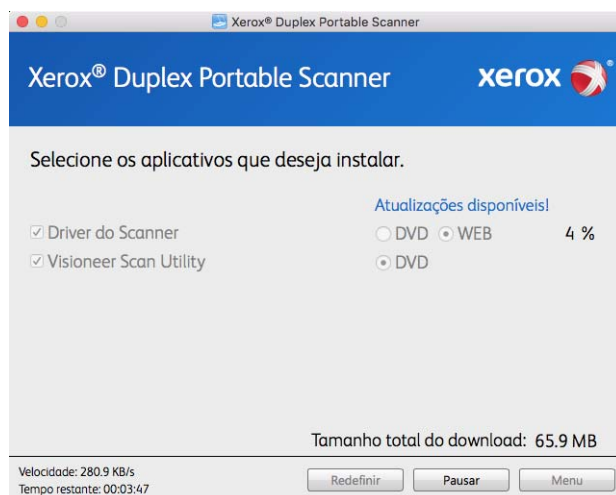 Xerox® Duplex Portable Scanner
Xerox® Duplex Portable Scanner
xerox ®
Selecione os aplicativos que deseja instalar.
Atualizações disponíveis!
Driver do Scanner DVD WEB 4 %
Visioneer Scan Utility DVD
Tamanho total do download: 65.9 MB
Velocidade: 280.9 KB/s
Tempo restante: 00:03:47
Redefinir Pausar Menu